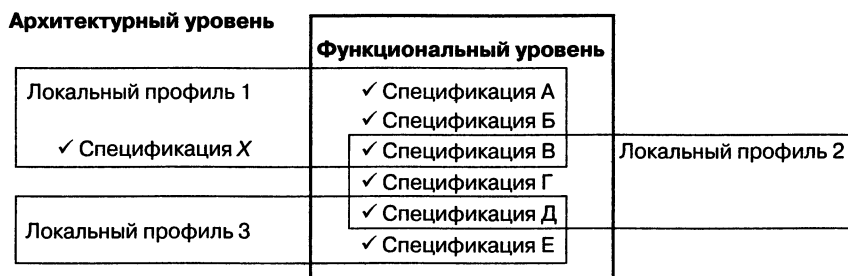 Архитектурный уровень
Функциональный уровень
Локальный профиль 1
✓ Спецификация А
✓ Спецификация Б
✓ Спецификация X
✓ Спецификация В
Локальный профиль 2
✓ Спецификация Г
Локальный профиль 3
✓ Спецификация Д
✓ Спецификация Е